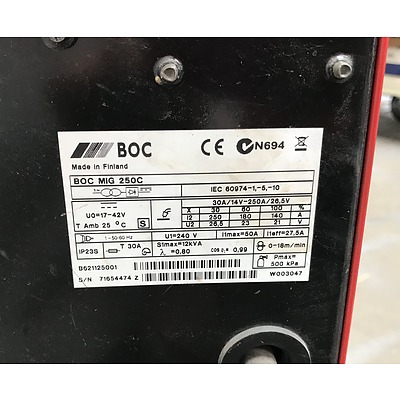 BOC CE N694
Made in Finland
BOC MIG 250C IEC 60974-1,-5,-10
30A/14V-250A/26,5V
X 30 60 100 %
U0=17-42V I2 250 180 140 A
T Amb 25 °C S U2 26,5 23 21 V
1~50-60 Hz U1=240 V I1max=50A I1eff=27,5A
IP23S T 30A S1max=12kVA 0-18m/min
λ=0.80 cos φ 0,99 Pmax=
500 kPa
B621125001
S/N 71654474 Z W003047